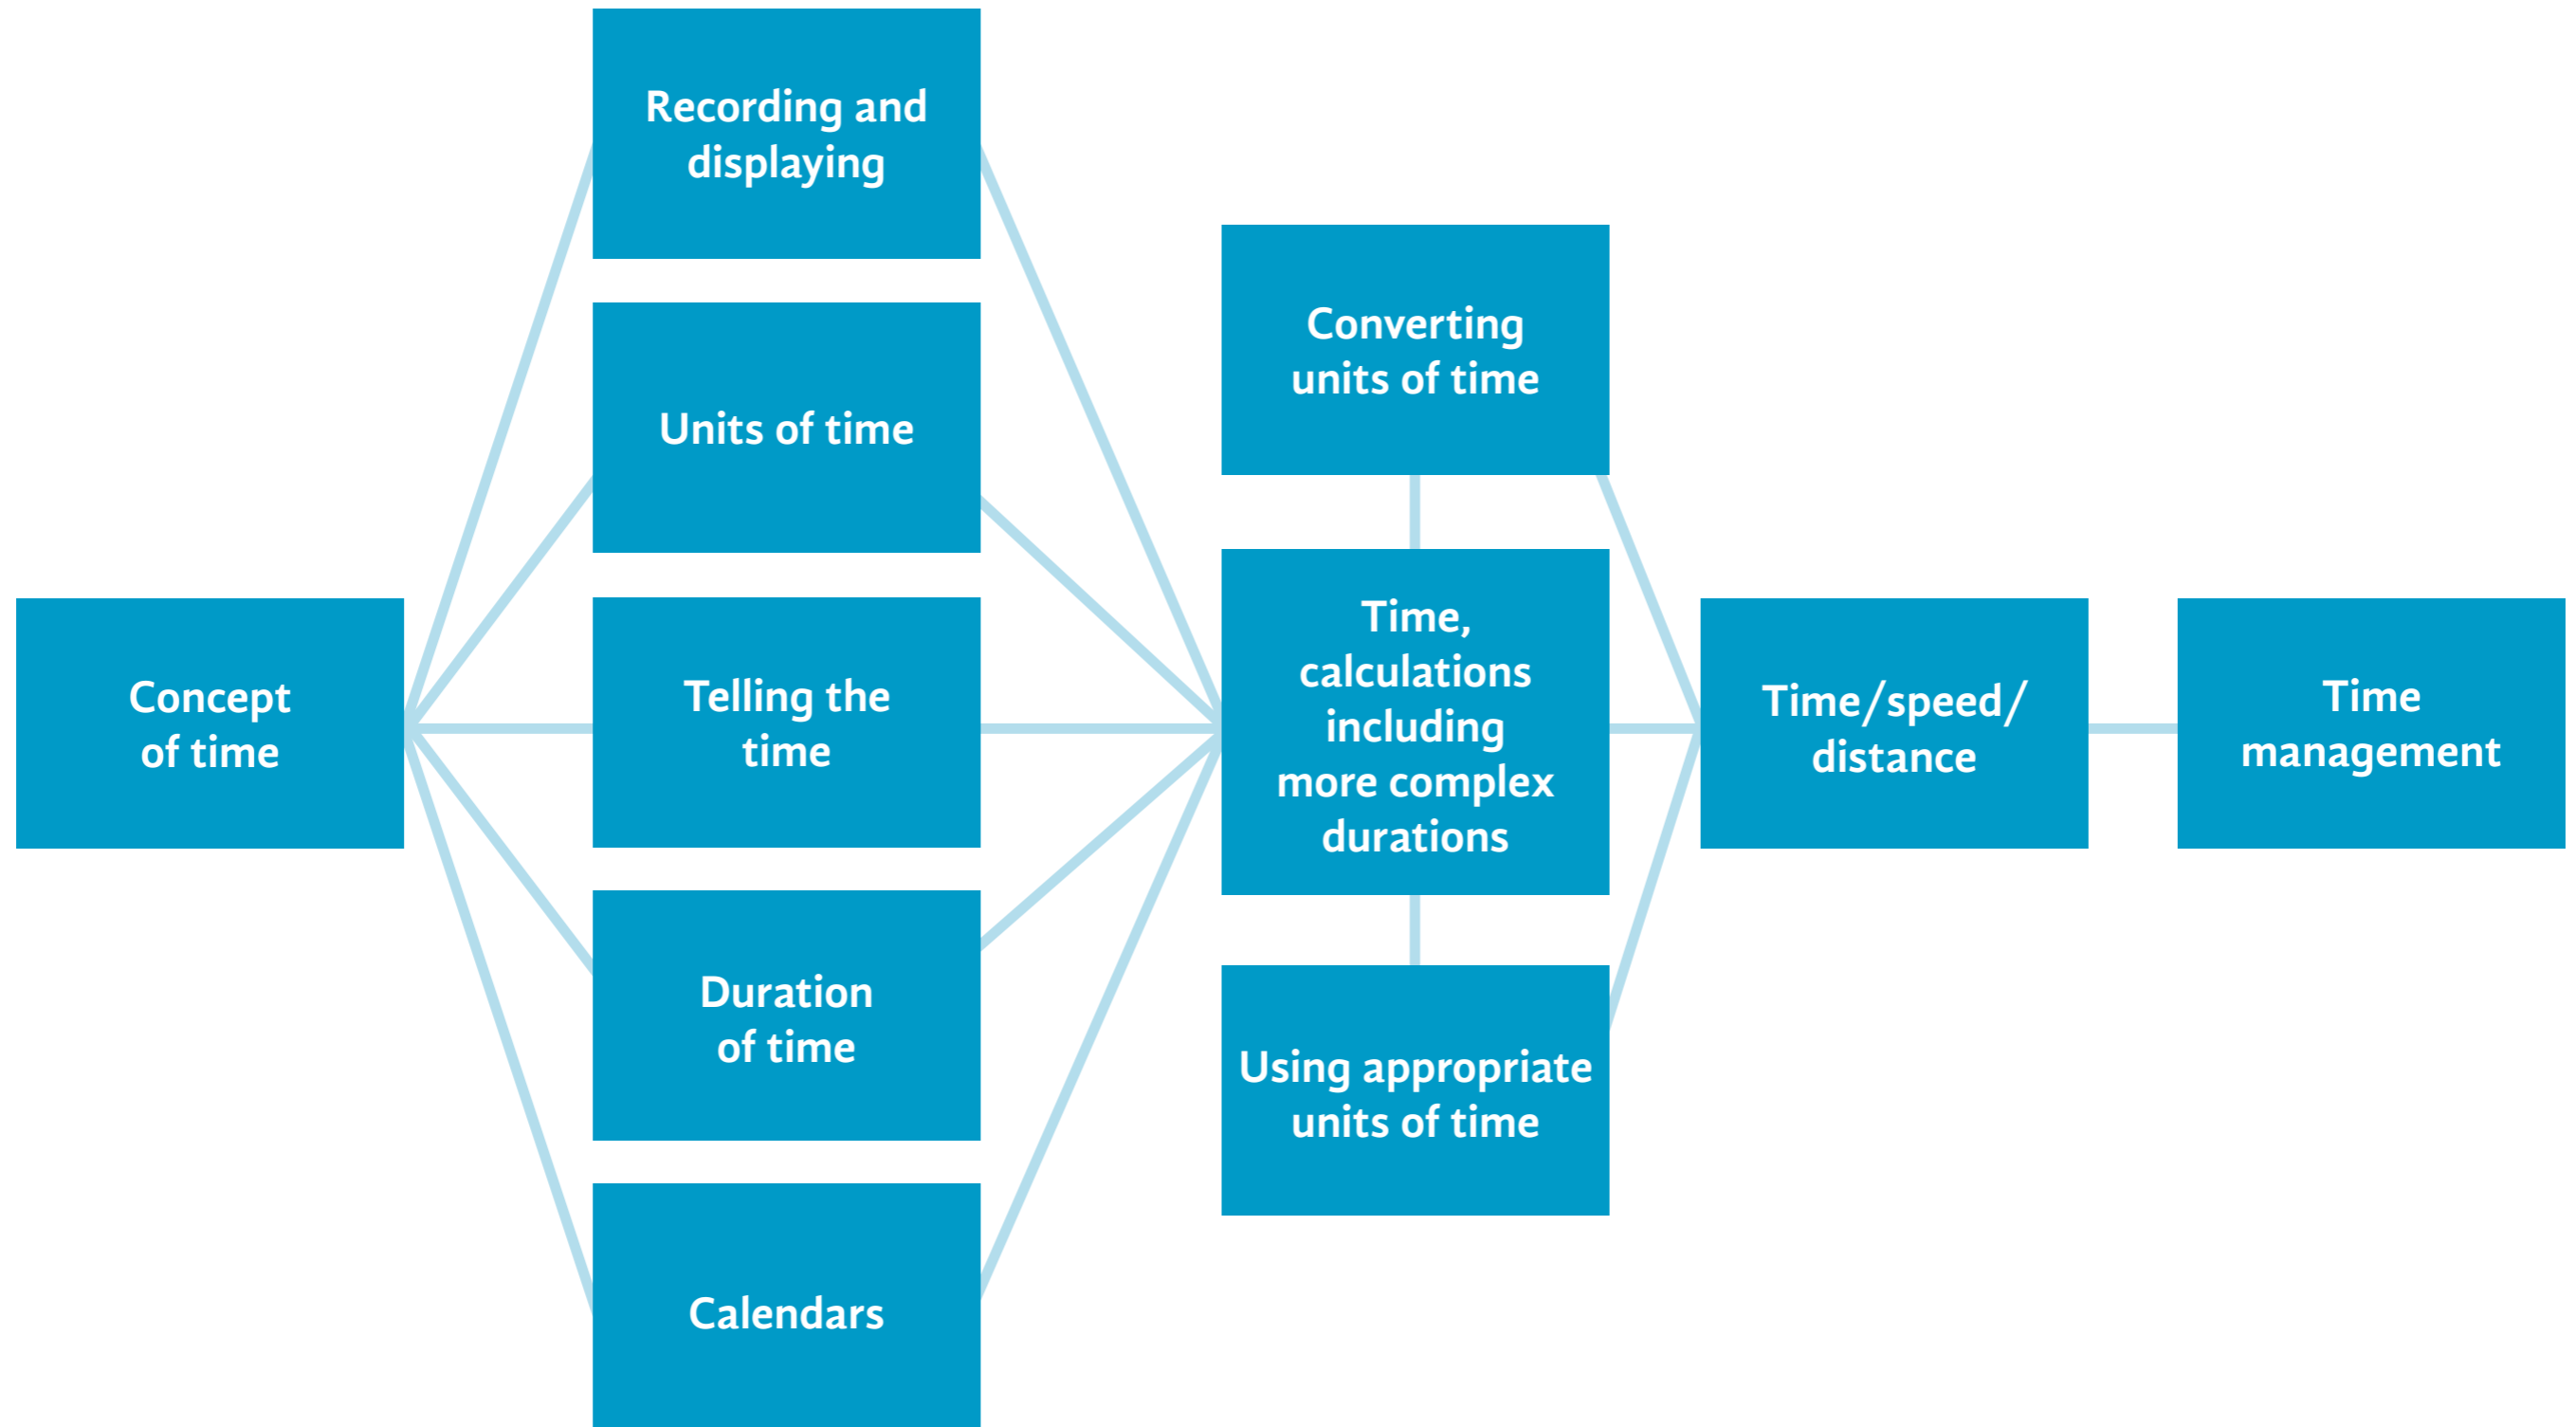 Concept
of time
Recording and
displaying
Units of time
Telling the
time
Duration
of time
Calendars
Converting
units of time
Time,
calculations
including
more complex
durations
Using appropriate
units of time
Time/speed/
distance
Time
management